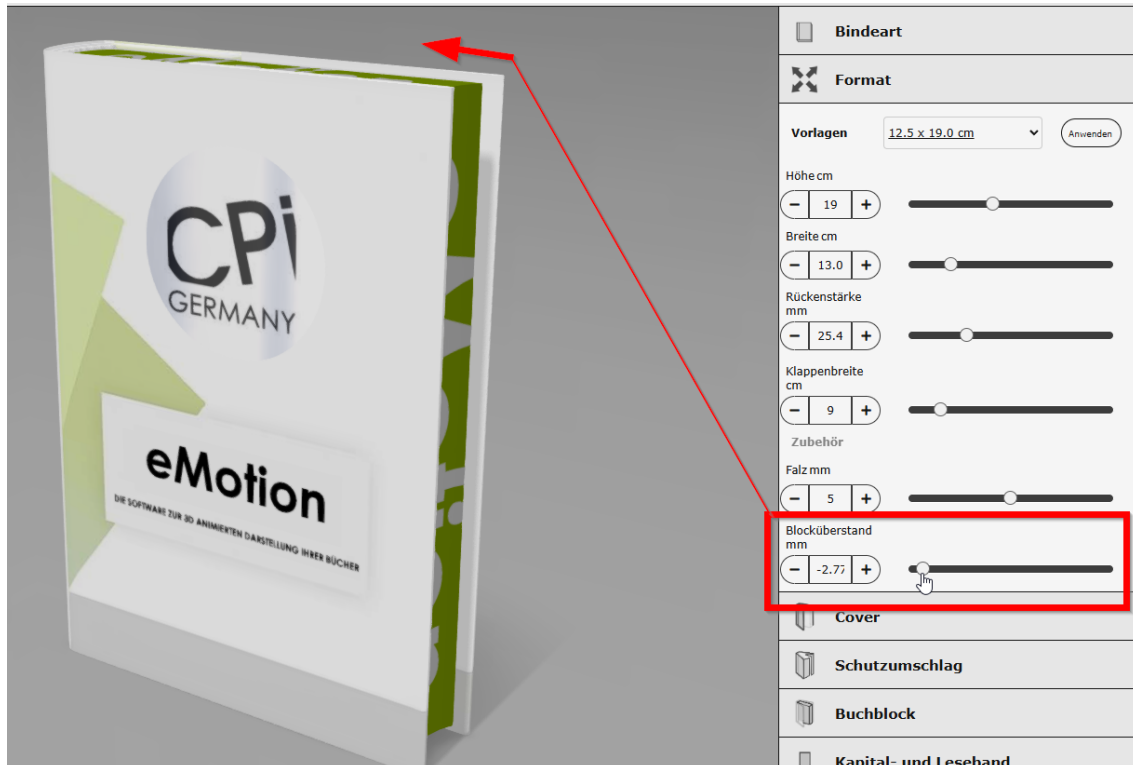 CPi
GERMANY
eMotion
DIE SOFTWARE ZUR 3D ANIMIERTEN DARSTELLUNG IHRER BÜCHER
Bindeart
Format
Vorlagen 12.5 x 19.0 cm Anwenden
Höhe cm
− 19 +
Breite cm
− 13.0 +
Rückenstärke
mm
− 25.4 +
Klappenbreite
cm
− 9 +
Zubehör
Falz mm
− 5 +
Blocküberstand
mm
− -2.77 +
Cover
Schutzumschlag
Buchblock
Kapital- und Leseband